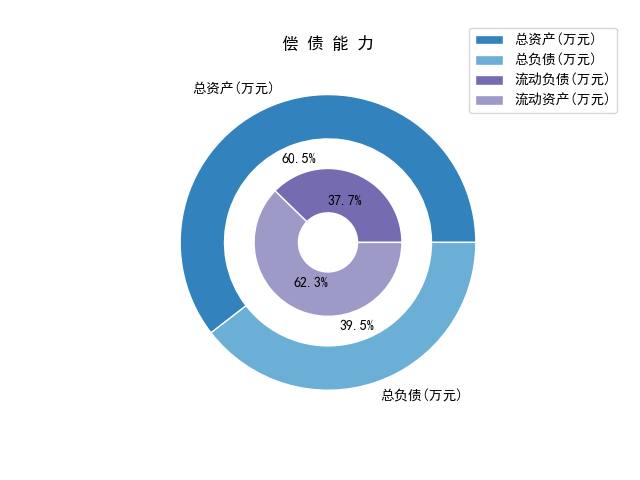 偿 债 能 力
总资产(万元)
总负债(万元)
流动负债(万元)
流动资产(万元)
总资产(万元)
60.5%
37.7%
62.3%
39.5%
总负债(万元)